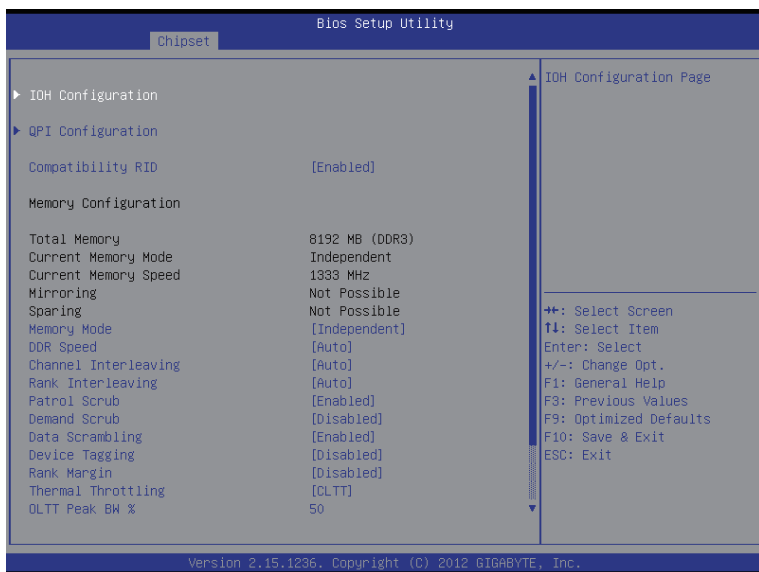 Bios Setup Utility
Chipset
IOH Configuration
QPI Configuration
Compatibility RID [Enabled]
Memory Configuration
Total Memory 8192 MB (DDR3)
Current Memory Mode Independent
Current Memory Speed 1333 MHz
Mirroring Not Possible
Sparing Not Possible
Memory Mode [Independent]
DDR Speed [Auto]
Channel Interleaving [Auto]
Rank Interleaving [Auto]
Patrol Scrub [Enabled]
Demand Scrub [Disabled]
Data Scrambling [Enabled]
Device Tagging [Disabled]
Rank Margin [Disabled]
Thermal Throttling [CLTT]
OLTT Peak BW % 50
IOH Configuration Page
→←: Select Screen
↑↓: Select Item
Enter: Select
+/-: Change Opt.
F1: General Help
F3: Previous Values
F9: Optimized Defaults
F10: Save & Exit
ESC: Exit
Version 2.15.1236. Copyright (C) 2012 GIGABYTE, Inc.